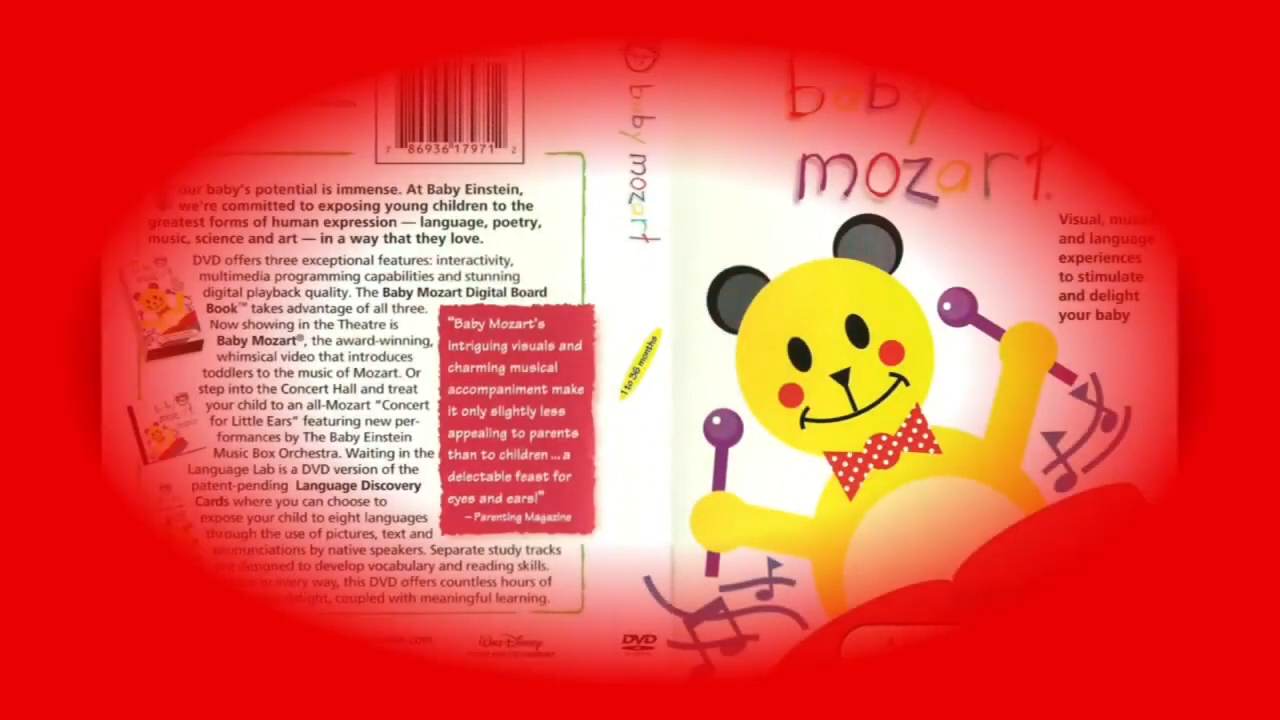 7 86936 17971 2
our baby's potential is immense. At Baby Einstein,
we're committed to exposing young children to the
greatest forms of human expression — language, poetry,
music, science and art — in a way that they love.
DVD offers three exceptional features: interactivity,
multimedia programming capabilities and stunning
digital playback quality. The Baby Mozart Digital Board
Book™ takes advantage of all three.
Now showing in the Theatre is
Baby Mozart®, the award-winning,
whimsical video that introduces
toddlers to the music of Mozart. Or
step into the Concert Hall and treat
your child to an all-Mozart "Concert
for Little Ears" featuring new per-
formances by The Baby Einstein
Music Box Orchestra. Waiting in the
Language Lab is a DVD version of the
patent-pending Language Discovery
Cards where you can choose to
expose your child to eight languages
through the use of pictures, text and
pronunciations by native speakers. Separate study tracks
are designed to develop vocabulary and reading skills.
every way, this DVD offers countless hours of
delight, coupled with meaningful learning.
"Baby Mozart's
intriguing visuals and
charming musical
accompaniment make
it only slightly less
appealing to parents
than to children...a
delectable feast for
eyes and ears!"
– Parenting Magazine
Walt Disney
baby mozart
1 to 36 months
DVD
baby
mozart.
Visual, music
and language
experiences
to stimulate
and delight
your baby